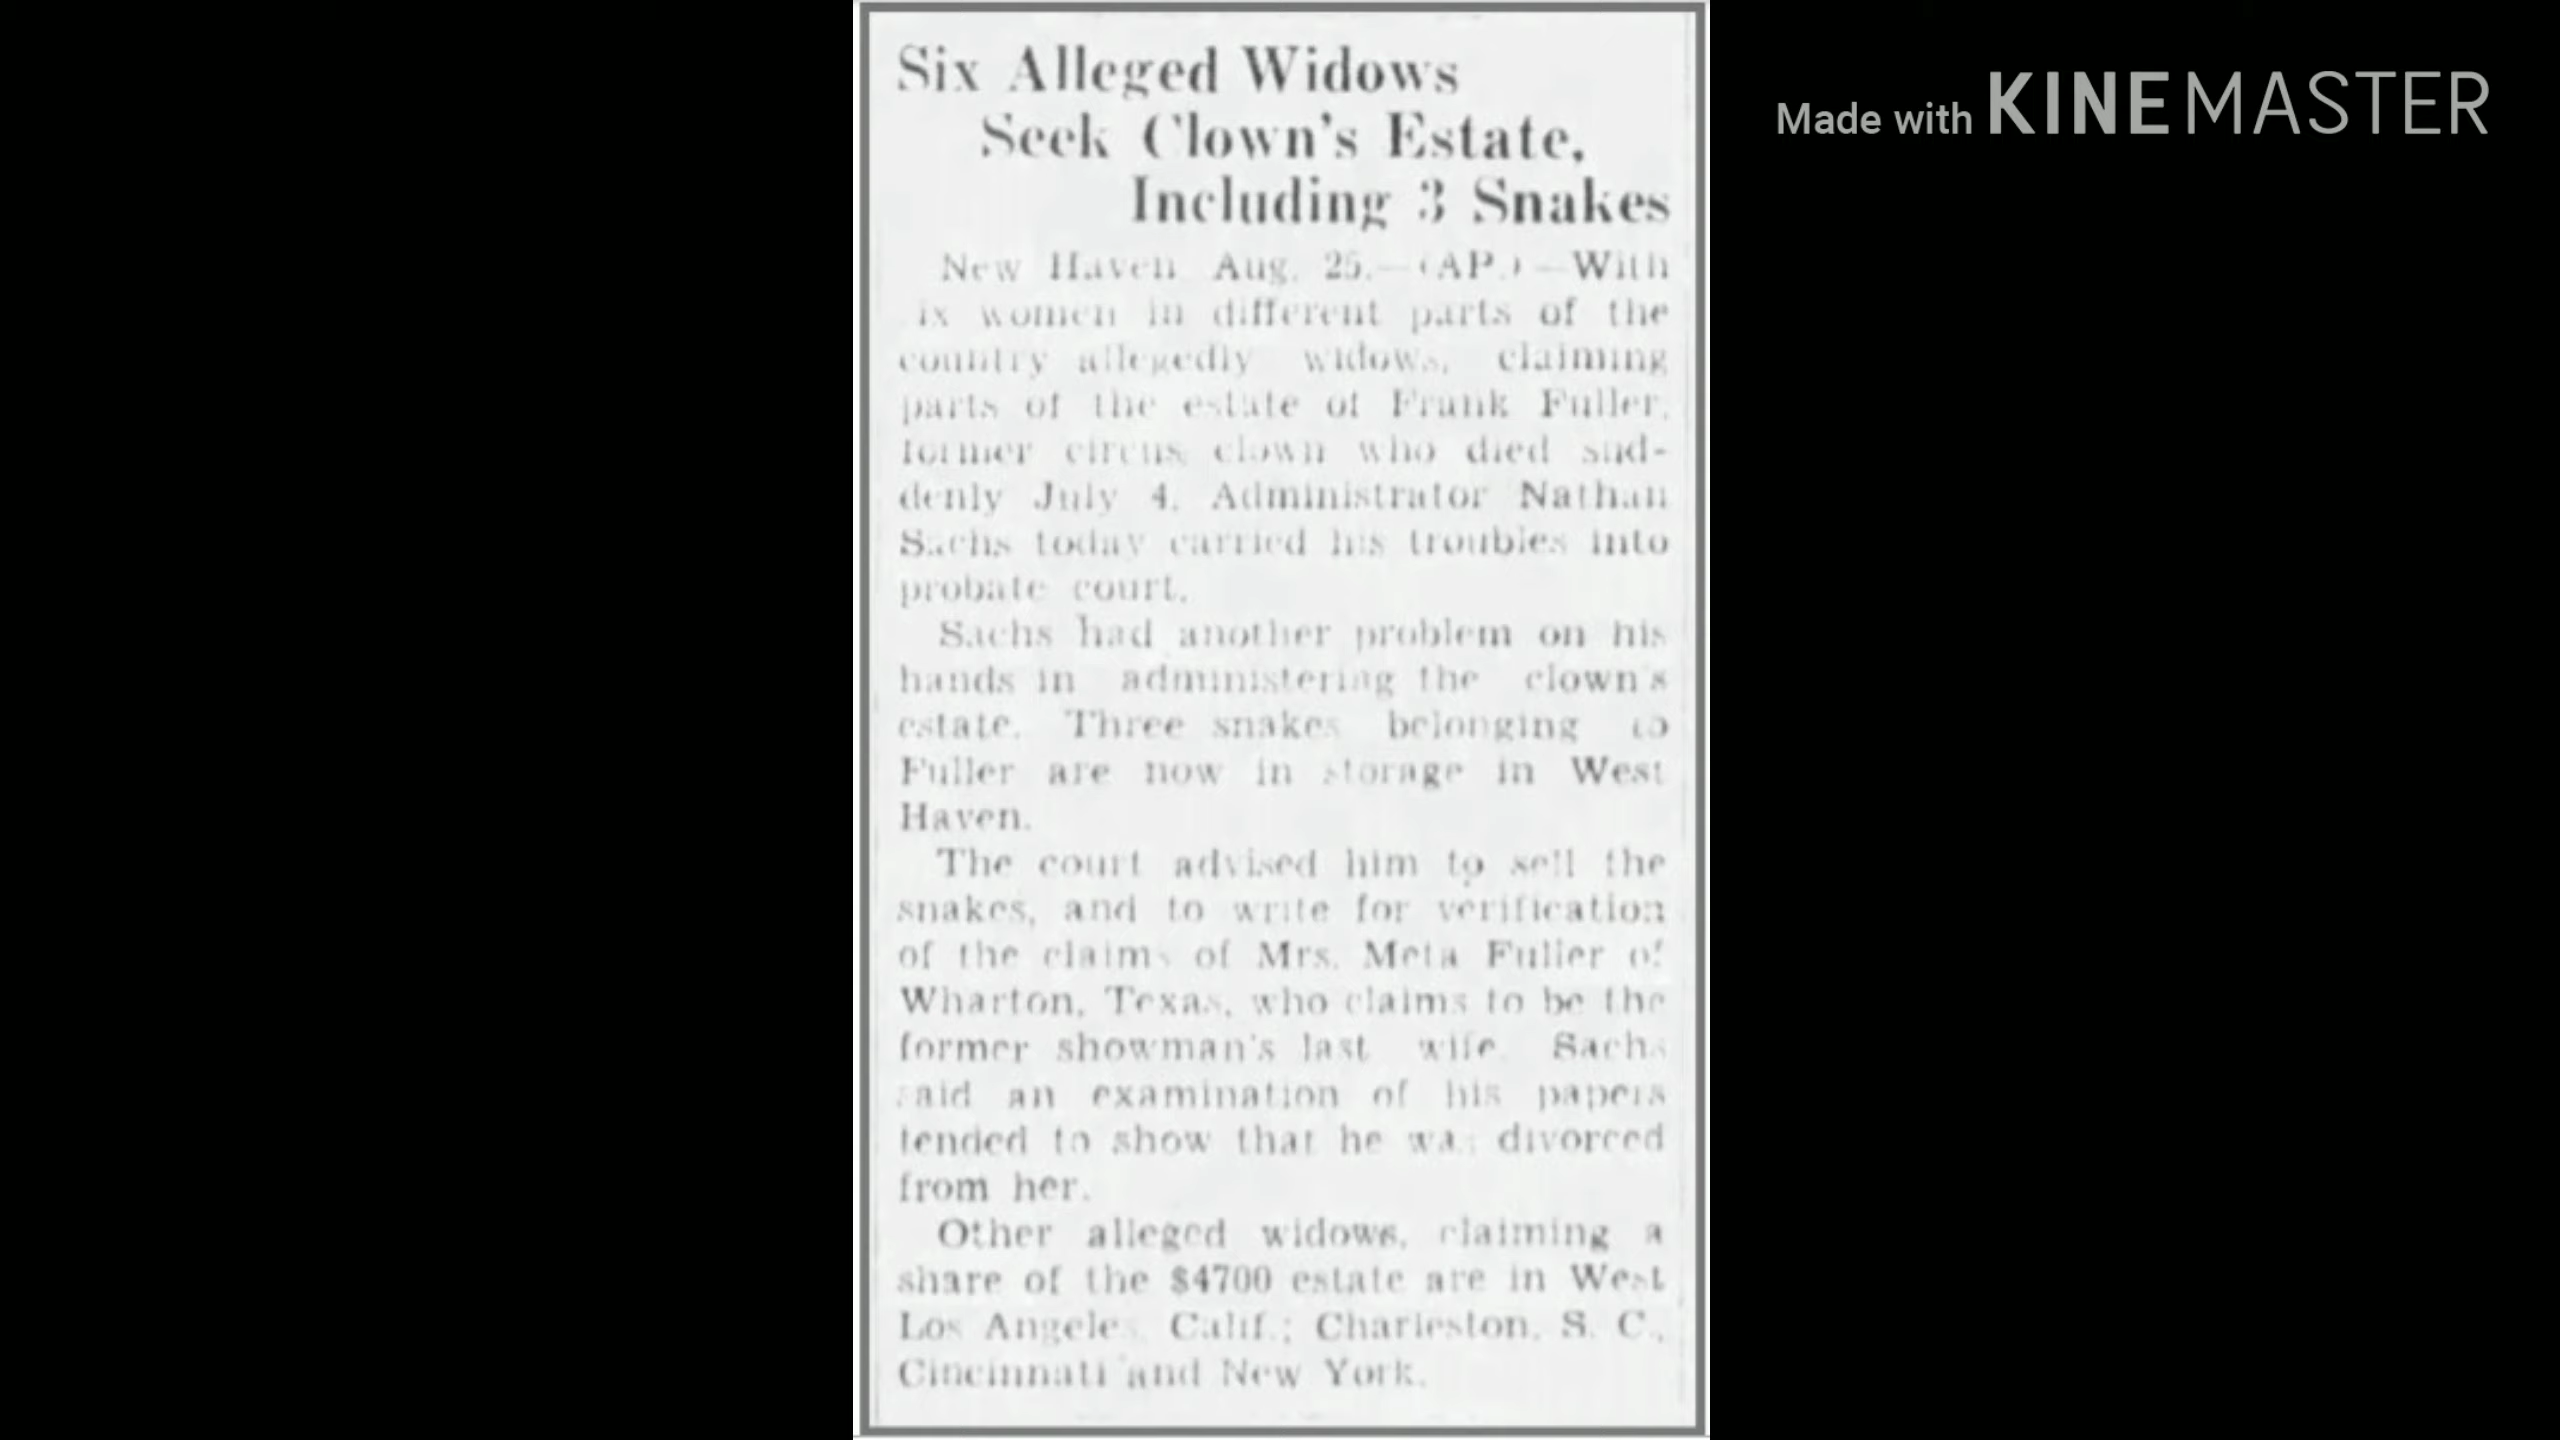 Six Alleged Widows
Seek Clown's Estate,
Including 3 Snakes
New Haven Aug. 25.—(AP.)—With
ix women in different parts of the
country allegedly widows, claiming
parts of the estate of Frank Fuller,
former circus clown who died sud-
denly July 4, Administrator Nathan
Sachs today carried his troubles into
probate court.
Sachs had another problem on his
hands in administering the clown's
estate. Three snakes belonging to
Fuller are now in storage in West
Haven.
The court advised him to sell the
snakes, and to write for verification
of the claims of Mrs. Meta Fuller of
Wharton, Texas, who claims to be the
former showman's last wife. Sachs
said an examination of his papers
tended to show that he was divorced
from her.
Other alleged widows, claiming a
share of the $4700 estate are in West
Los Angeles, Calif.; Charleston, S. C.,
Cincinnati and New York.
Made with KINEMASTER